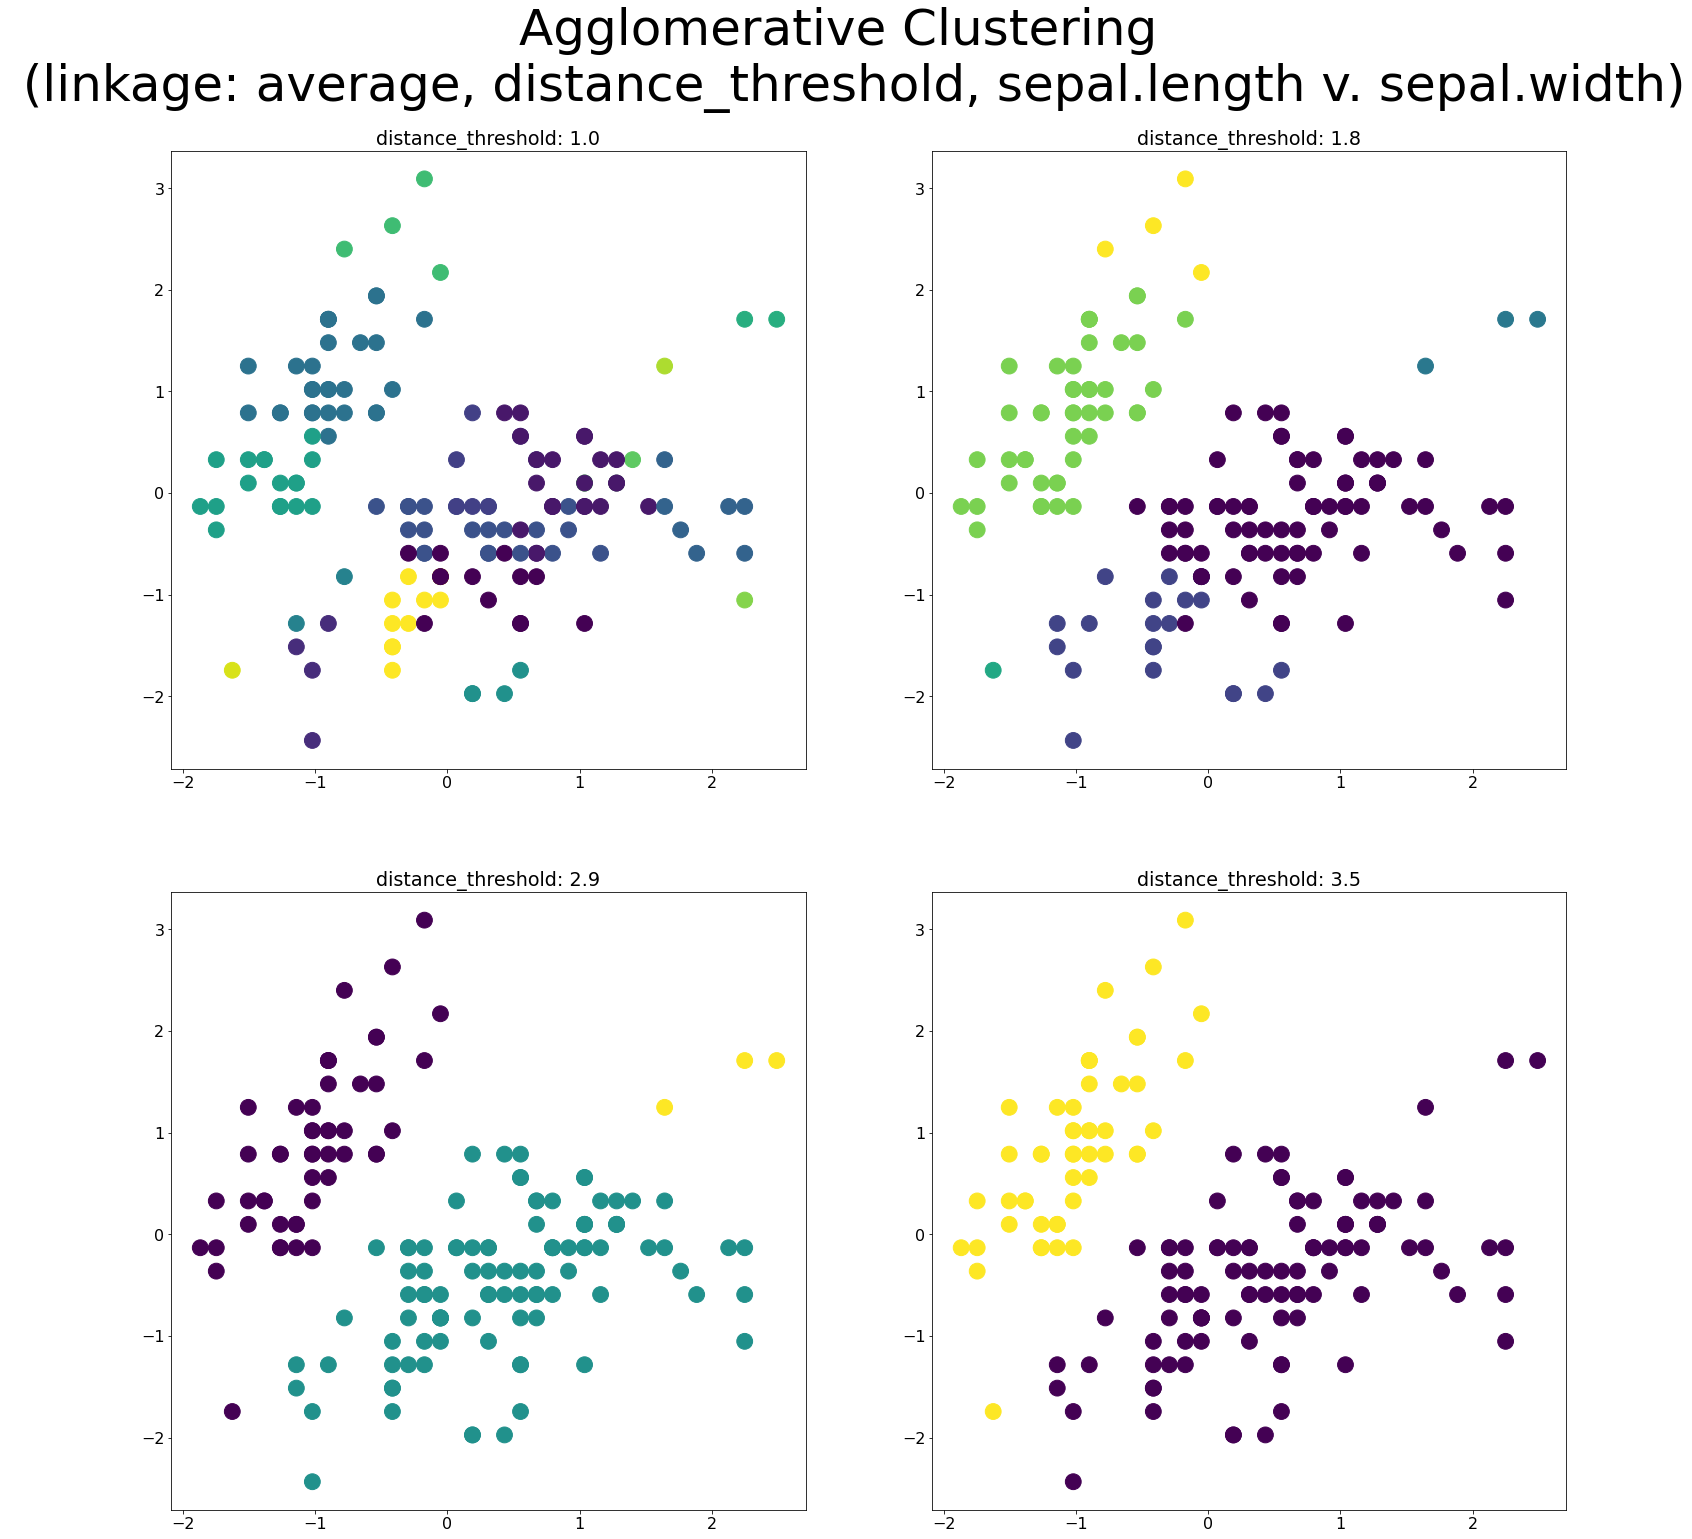 Agglomerative Clustering
(linkage: average, distance_threshold, sepal.length v. sepal.width)
distance_threshold: 1.0
3
2
1
0
−1
−2
−2 −1 0 1 2
distance_threshold: 1.8
3
2
1
0
−1
−2
−2 −1 0 1 2
distance_threshold: 2.9
3
2
1
0
−1
−2
−2 −1 0 1 2
distance_threshold: 3.5
3
2
1
0
−1
−2
−2 −1 0 1 2